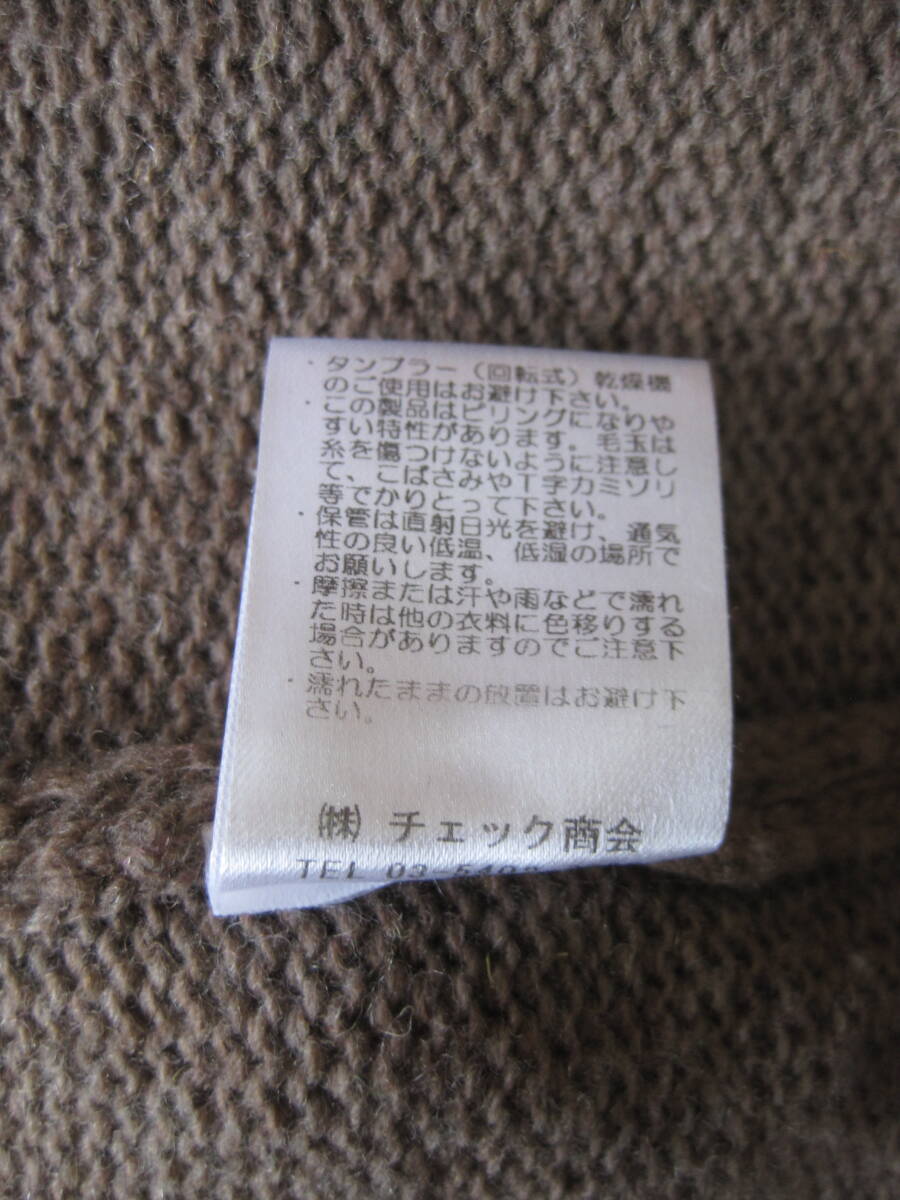 ・タンブラー（回転式）乾燥機
のご使用はお避け下さい。
・この製品はピリングになりや
すい特性があります。毛玉は
糸を傷つけないように注意し
て、こばさみやＴ字カミソリ
等でかりとって下さい。
・保管は直射日光を避け、通気
性の良い低温、低湿の場所で
お願いします。
・摩擦または汗や雨などで濡れ
た時は他の衣料に色移りする
場合がありますのでご注意下
さい。
・濡れたままの放置はお避け下
さい。
㈱ チェック商会
TEL 03-